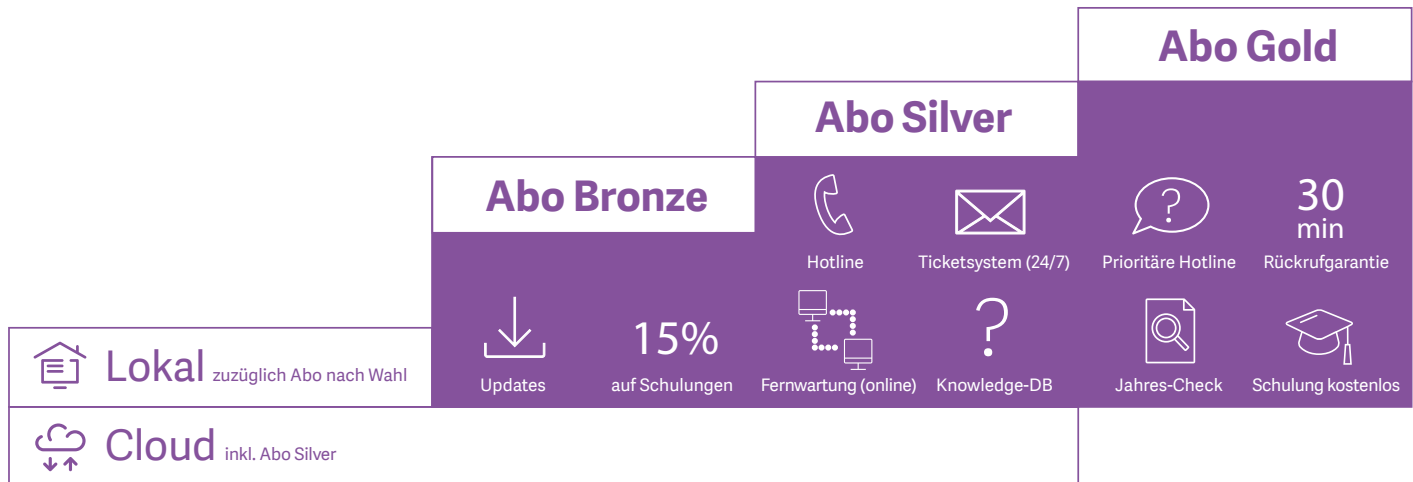 Abo Gold
Abo Silver
Abo Bronze
Hotline
Ticketsystem (24/7)
?
Prioritäre Hotline
30
min
Rückrufgarantie
Lokal zuzüglich Abo nach Wahl
Updates
15%
auf Schulungen
Fernwartung (online)
?
Knowledge-DB
Jahres-Check
Schulung kostenlos
Cloud inkl. Abo Silver